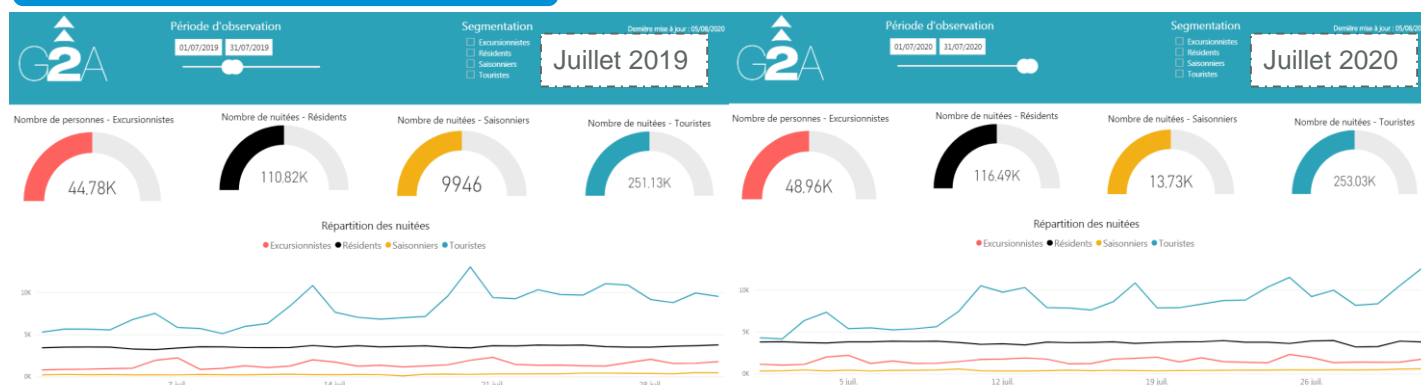 G2A
Période d'observation
01/07/2019 31/07/2019
Segmentation
Excursionnistes
Résidents
Saisonniers
Touristes
Dernière mise à jour : 05/08/2020
Juillet 2019
Nombre de personnes - Excursionnistes
44.78K
Nombre de nuitées - Résidents
110.82K
Nombre de nuitées - Saisonniers
9946
Nombre de nuitées - Touristes
251.13K
Répartition des nuitées
Excursionnistes Résidents Saisonniers Touristes
10K
5K
0K
7 juil. 14 juil. 21 juil. 28 juil.
G2A
Période d'observation
01/07/2020 31/07/2020
Segmentation
Excursionnistes
Résidents
Saisonniers
Touristes
Dernière mise à jour : 05/08/20
Juillet 2020
Nombre de personnes - Excursionnistes
48.96K
Nombre de nuitées - Résidents
116.49K
Nombre de nuitées - Saisonniers
13.73K
Nombre de nuitées - Touristes
253.03K
Répartition des nuitées
Excursionnistes Résidents Saisonniers Touristes
10K
5K
0K
5 juil. 12 juil. 19 juil. 26 juil.